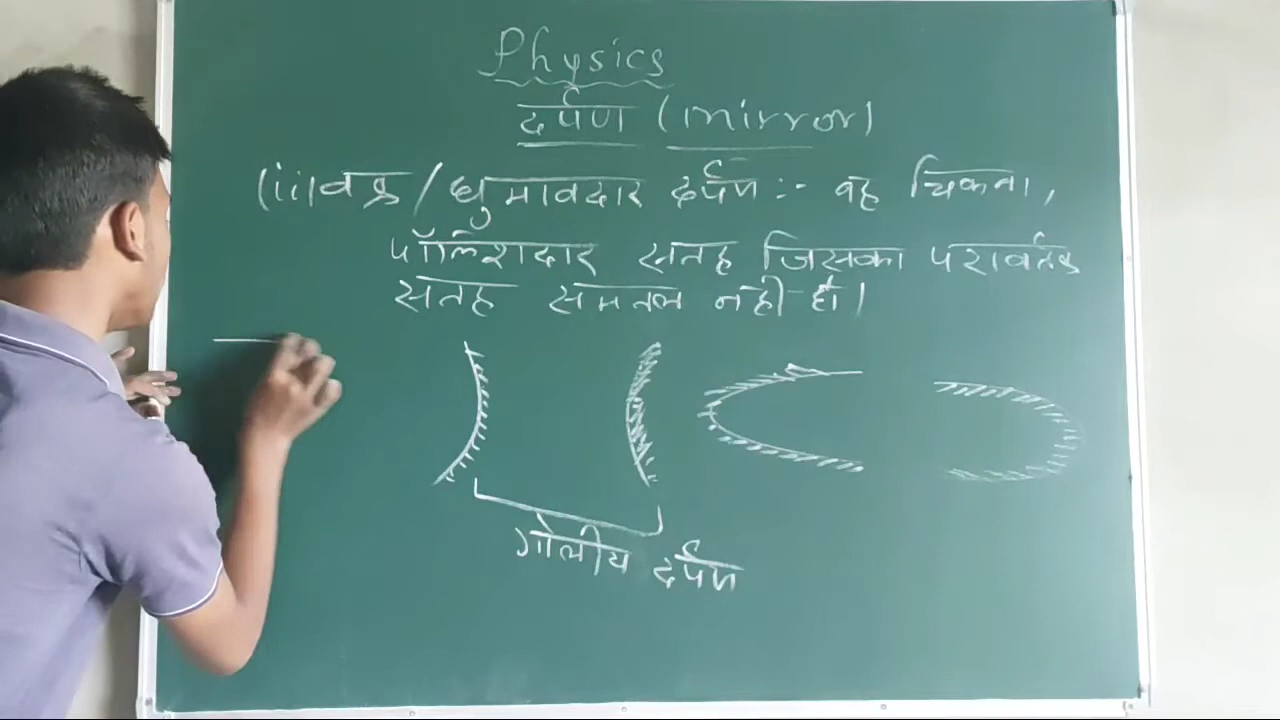 Physics
दर्पण (mirror)
(ii) वक्र / घुमावदार दर्पण :- वह चिकना,
पॉलिशदार सतह जिसका परावर्तक
सतह समतल नही हो।
गोलीय दर्पण